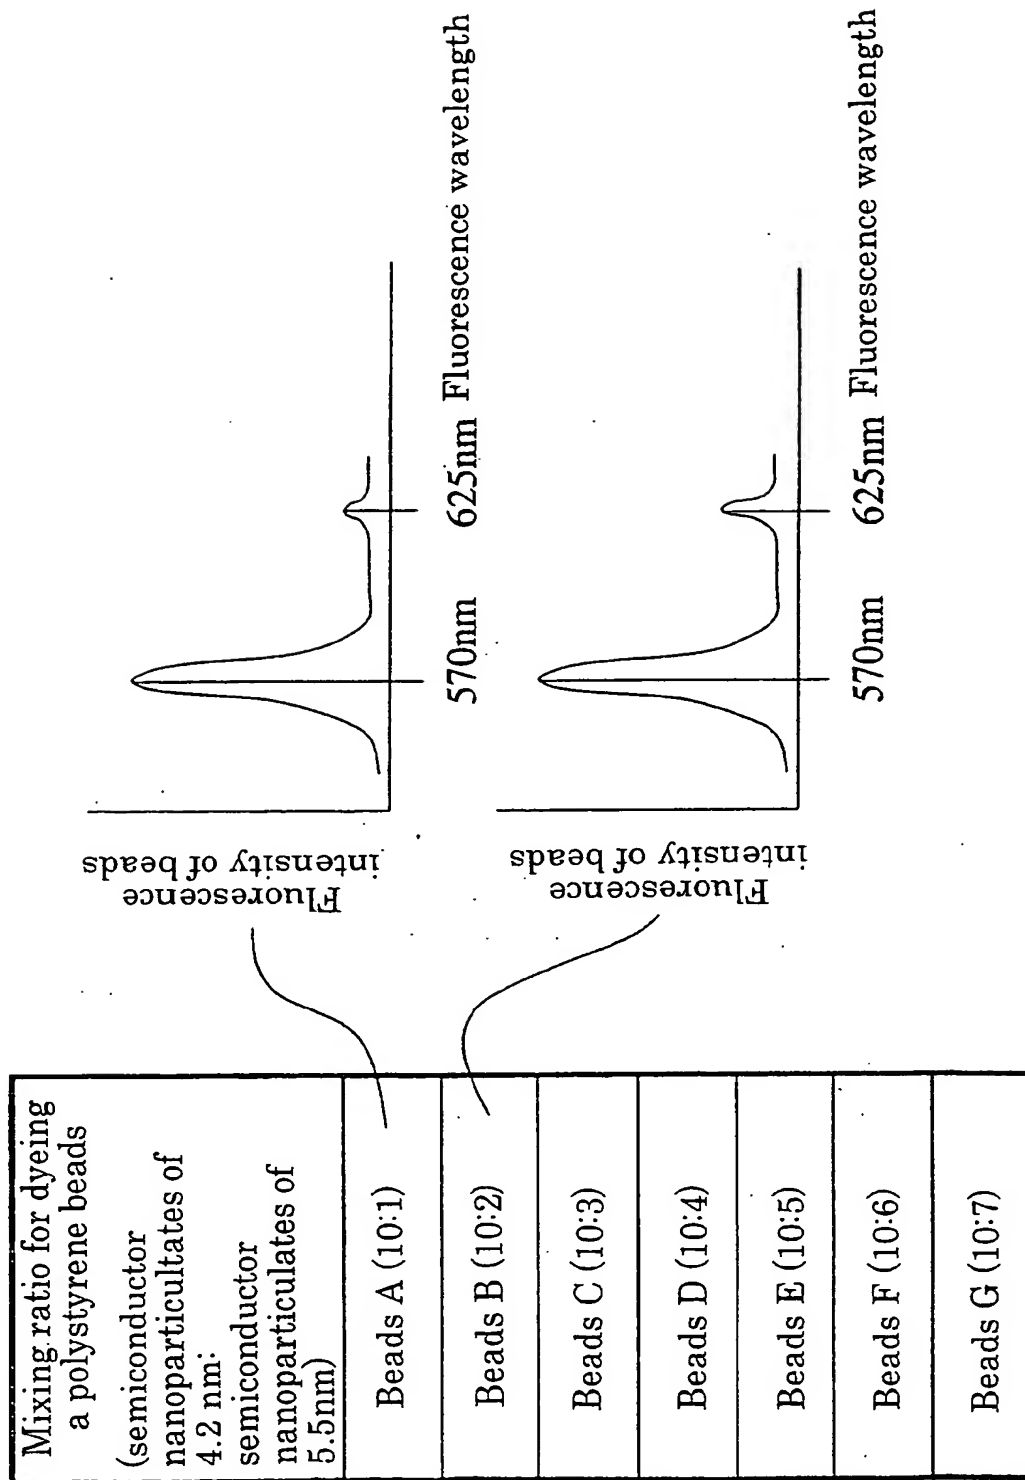 Mixing ratio for dyeing
a polystyrene beads
(semiconductor
nanoparticultates of
4.2 nm:
semiconductor
nanoparticulates of
5.5nm)
Beads A (10:1)
Beads B (10:2)
Beads C (10:3)
Beads D (10:4)
Beads E (10:5)
Beads F (10:6)
Beads G (10:7)
Fluorescence
intensity of beads
570nm
625nm
Fluorescence wavelength
Fluorescence
intensity of beads
570nm
625nm
Fluorescence wavelength